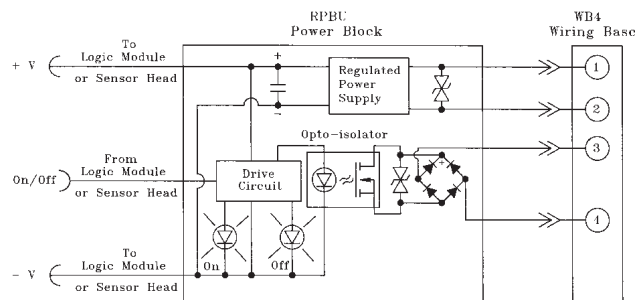 RPBU
Power Block
WB4
Wiring Base
+ V
To
Logic Module
or Sensor Head
+
-
Regulated
Power
Supply
1
2
Opto-isolator
3
On/Off
From
Logic Module
or Sensor Head
Drive
Circuit
+
4
On
Off
- V
To
Logic Module
or Sensor Head